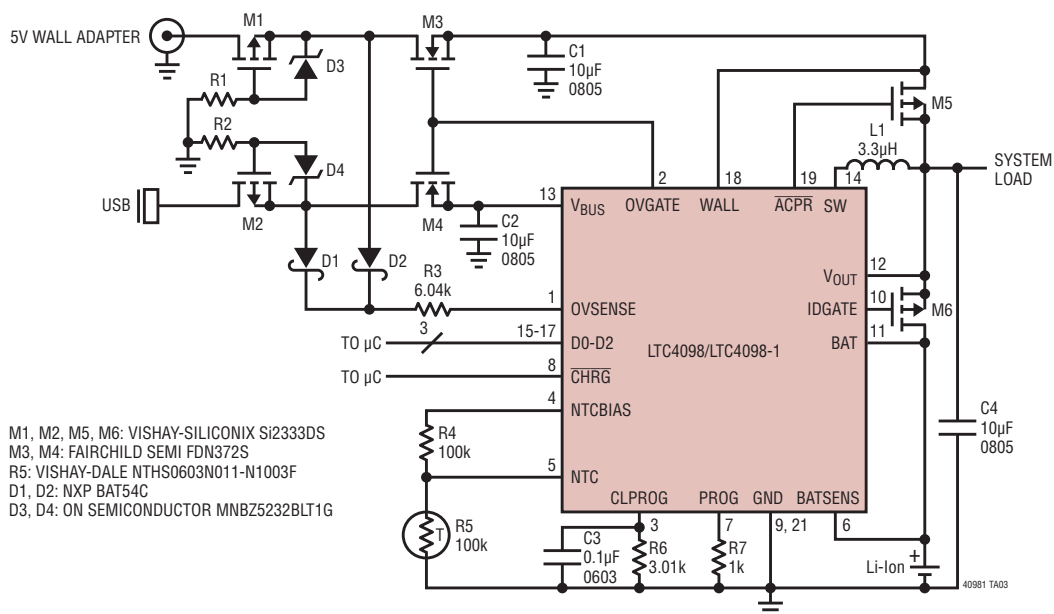 5V WALL ADAPTER
M1
M3
D3
R1
R2
D4
USB
M2
M4
C1
10µF
0805
M5
L1
3.3µH
SYSTEM
LOAD
13
2
18
19
14
VBUS
OVGATE
WALL
ACPR
SW
C2
10µF
0805
D1
D2
R3
6.04k
VOUT
12
1
OVSENSE
IDGATE
10
M6
TO µC
3
15-17
D0-D2
LTC4098/LTC4098-1
BAT
11
TO µC
8
CHRG
4
NTCBIAS
C4
10µF
0805
M1, M2, M5, M6: VISHAY-SILICONIX Si2333DS
M3, M4: FAIRCHILD SEMI FDN372S
R5: VISHAY-DALE NTHS0603N011-N1003F
D1, D2: NXP BAT54C
D3, D4: ON SEMICONDUCTOR MNBZ5232BLT1G
R4
100k
5
NTC
CLPROG
PROG
GND
BATSENS
3
7
9, 21
6
T
R5
100k
C3
0.1µF
0603
R6
3.01k
R7
1k
Li-Ion
+
40981 TA03